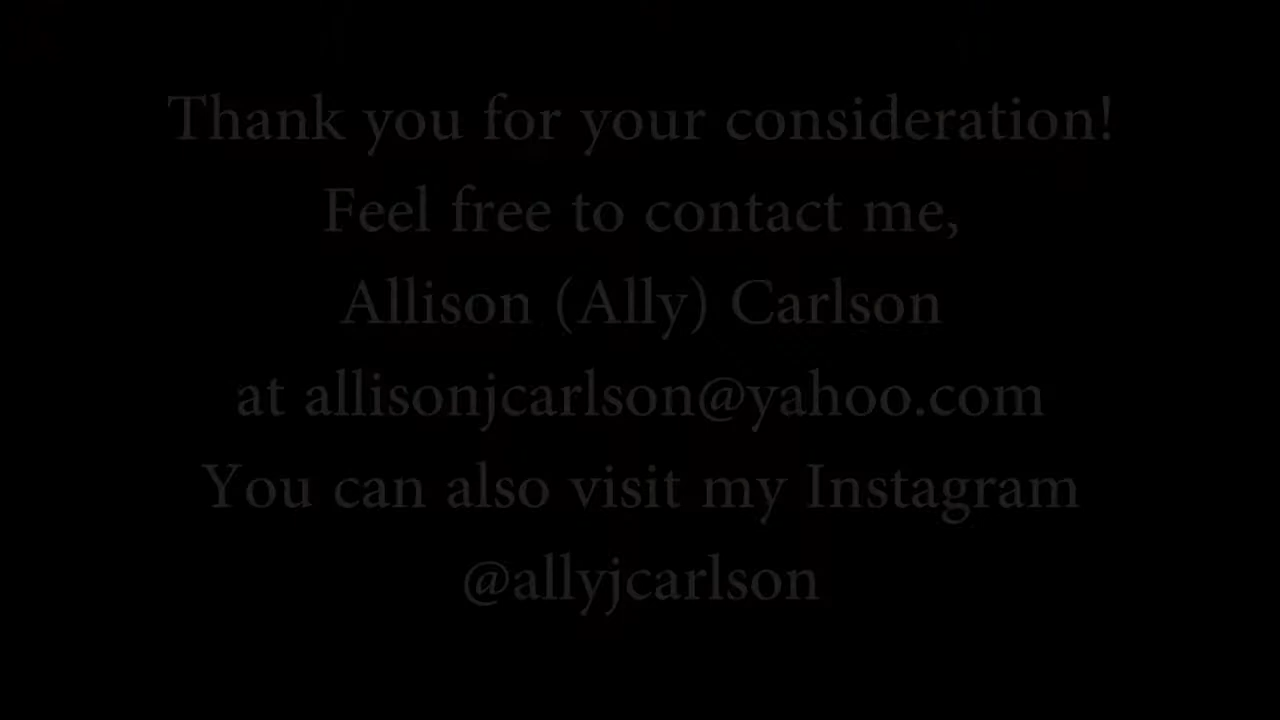 Thank you for your consideration!
Feel free to contact me,
Allison (Ally) Carlson
at allisonjcarlson@yahoo.com
You can also visit my Instagram
@allyjcarlson